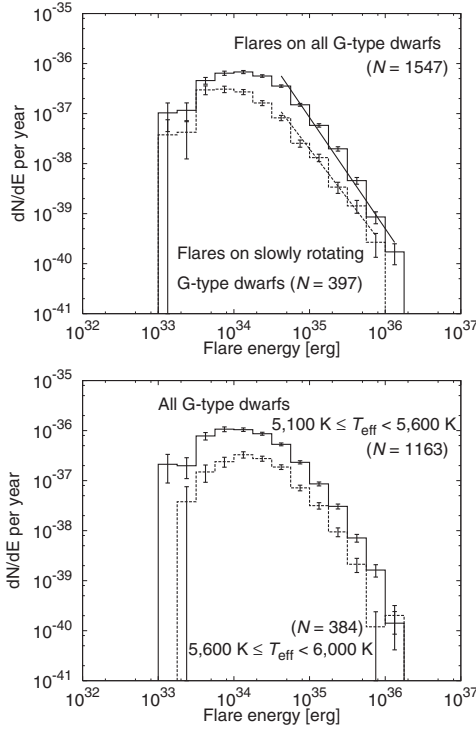 10^-35
10^-36
10^-37
10^-38
10^-39
10^-40
10^-41
dN/dE per year
Flares on all G-type dwarfs
(N = 1547)
Flares on slowly rotating
G-type dwarfs (N = 397)
10^32 10^33 10^34 10^35 10^36 10^37
Flare energy [erg]
10^-35
10^-36
10^-37
10^-38
10^-39
10^-40
10^-41
dN/dE per year
All G-type dwarfs
5,100 K ≤ T_eff < 5,600 K
(N = 1163)
(N = 384)
5,600 K ≤ T_eff < 6,000 K
10^32 10^33 10^34 10^35 10^36 10^37
Flare energy [erg]